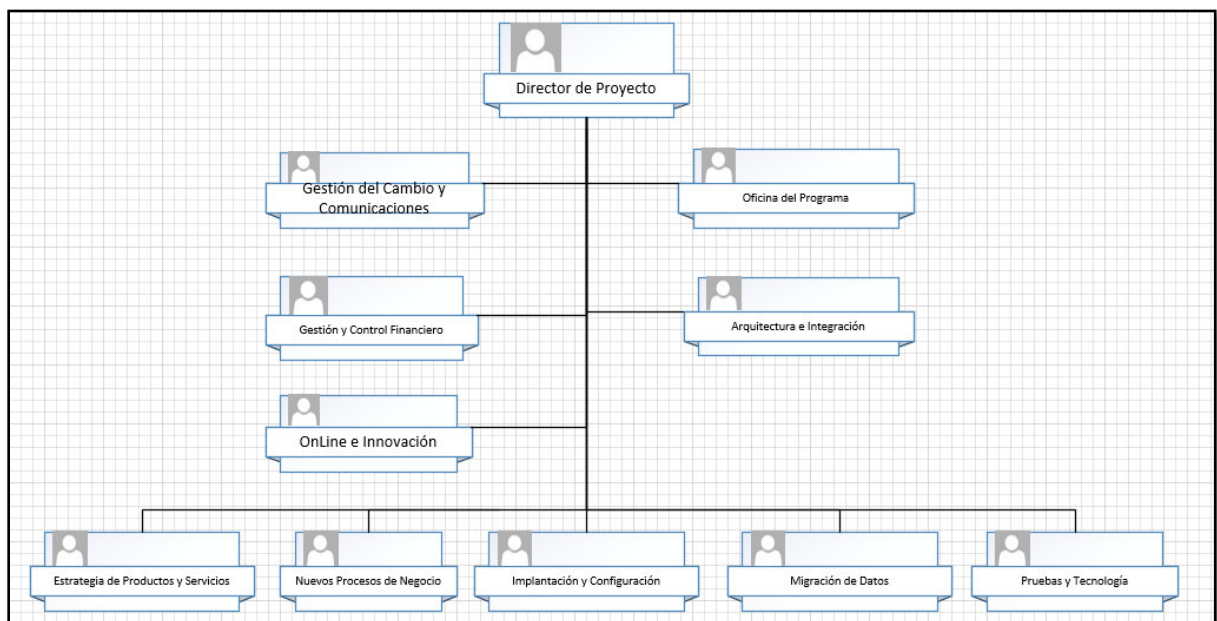 Director de Proyecto
Gestión del Cambio y
Comunicaciones
Oficina del Programa
Gestión y Control Financiero
Arquitectura e Integración
OnLine e Innovación
Estrategia de Productos y Servicios
Nuevos Procesos de Negocio
Implantación y Configuración
Migración de Datos
Pruebas y Tecnología